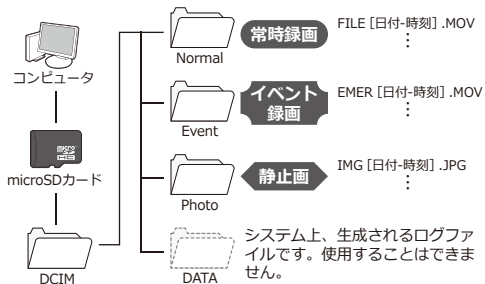 コンピュータ
microSDカード
DCIM
Normal
常時録画
FILE [日付-時刻] .MOV
Event
イベント
録画
EMER [日付-時刻] .MOV
Photo
静止画
IMG [日付-時刻] .JPG
DATA
システム上、生成されるログファ
イルです。使用することはできま
せん。